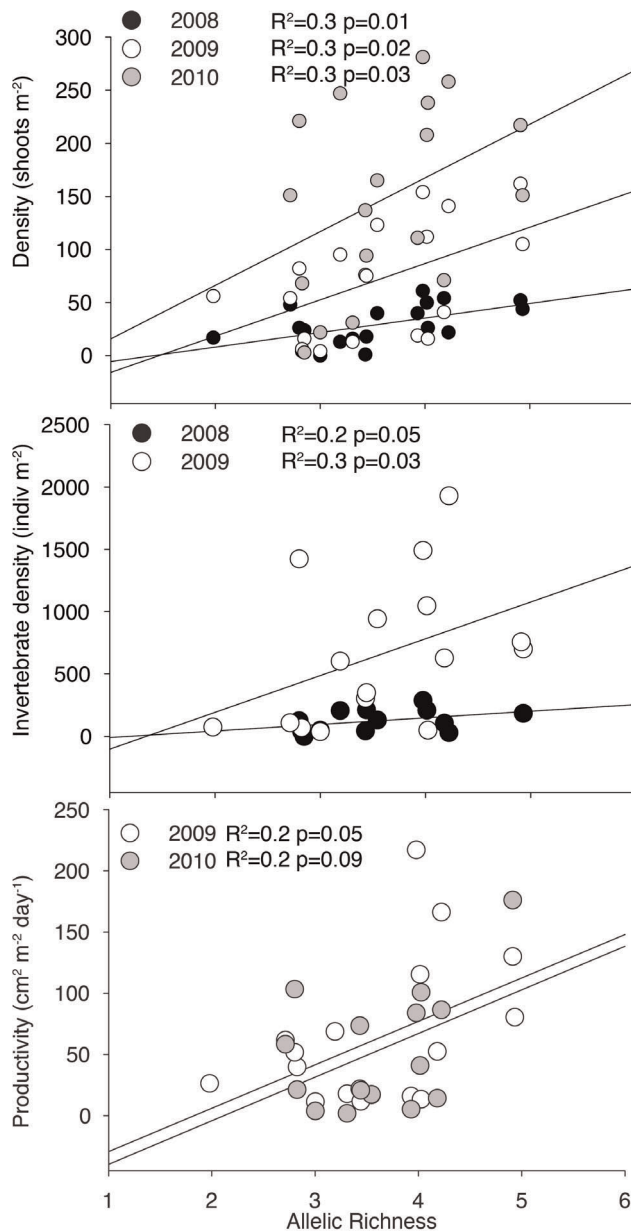 2008 R²=0.3 p=0.01
2009 R²=0.3 p=0.02
2010 R²=0.3 p=0.03
300
250
200
150
100
50
0
Density (shoots m⁻²)
2008 R²=0.2 p=0.05
2009 R²=0.3 p=0.03
2500
2000
1500
1000
500
0
Invertebrate density (indiv m⁻²)
2009 R²=0.2 p=0.05
2010 R²=0.2 p=0.09
250
200
150
100
50
0
Productivity (cm² m⁻² day⁻¹)
1 2 3 4 5 6
Allelic Richness